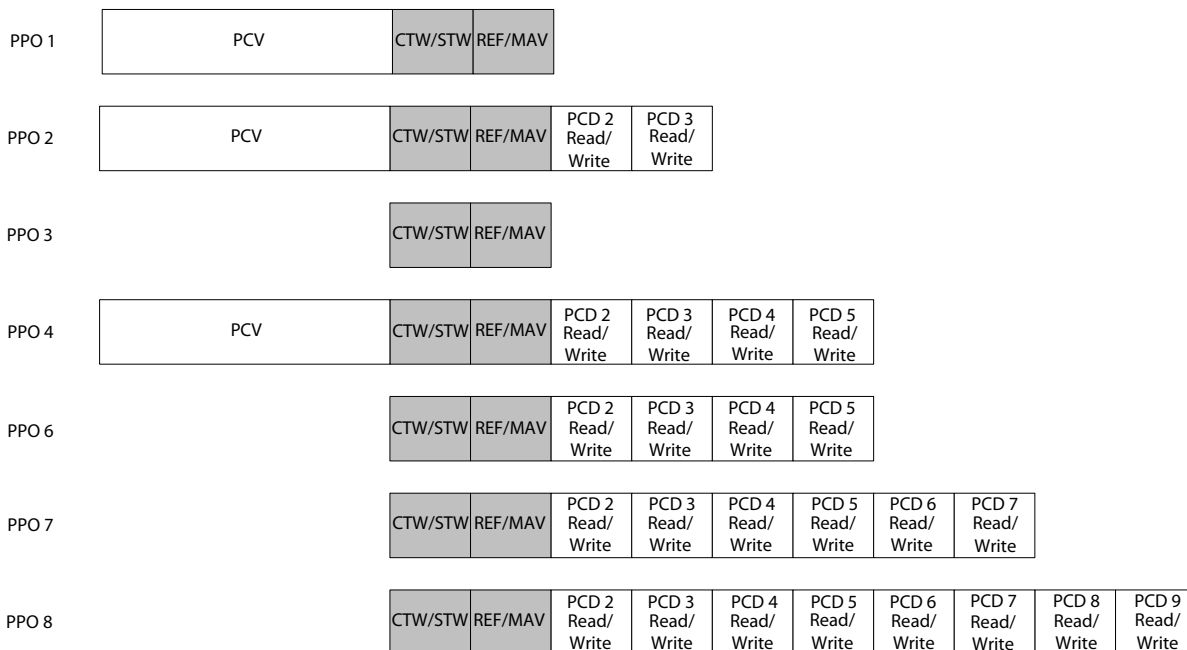 PPO 1 PCV CTW/STW REF/MAV
PPO 2 PCV CTW/STW REF/MAV PCD 2 Read/ Write PCD 3 Read/ Write
PPO 3 CTW/STW REF/MAV
PPO 4 PCV CTW/STW REF/MAV PCD 2 Read/ Write PCD 3 Read/ Write PCD 4 Read/ Write PCD 5 Read/ Write
PPO 6 CTW/STW REF/MAV PCD 2 Read/ Write PCD 3 Read/ Write PCD 4 Read/ Write PCD 5 Read/ Write
PPO 7 CTW/STW REF/MAV PCD 2 Read/ Write PCD 3 Read/ Write PCD 4 Read/ Write PCD 5 Read/ Write PCD 6 Read/ Write PCD 7 Read/ Write
PPO 8 CTW/STW REF/MAV PCD 2 Read/ Write PCD 3 Read/ Write PCD 4 Read/ Write PCD 5 Read/ Write PCD 6 Read/ Write PCD 7 Read/ Write PCD 8 Read/ Write PCD 9 Read/ Write